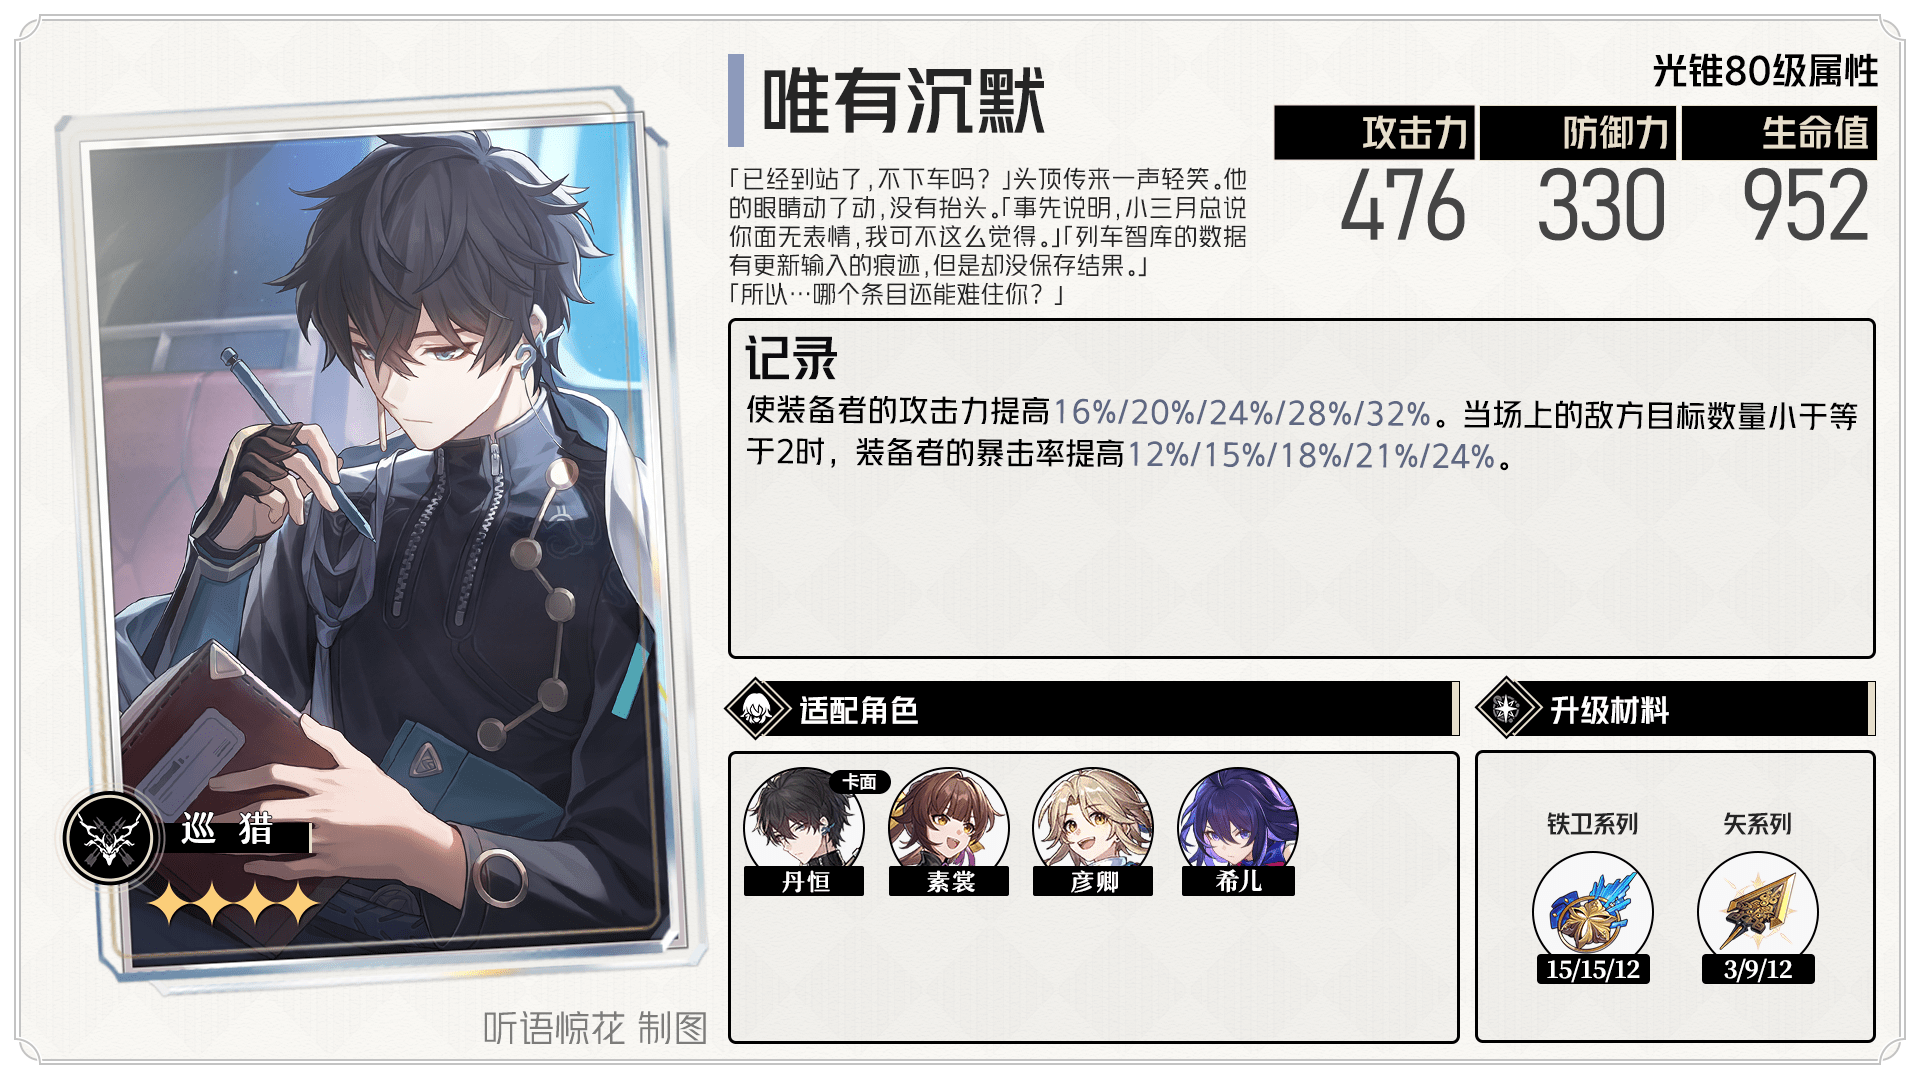 唯有沉默
「已经到站了，不下车吗？」头顶传来一声轻笑。他
的眼睛动了动，没有抬头。「事先说明，小三月总说
你面无表情，我可不这么觉得。」「列车智库的数据
有更新输入的痕迹，但是却没保存结果。」
「所以…哪个条目还能难住你？」
光锥80级属性
攻击力 防御力 生命值
476 330 952
记录
使装备者的攻击力提高16%/20%/24%/28%/32%。当场上的敌方目标数量小于等
于2时，装备者的暴击率提高12%/15%/18%/21%/24%。
巡猎
适配角色
卡面
丹恒 素裳 彦卿 希儿
升级材料
铁卫系列 矢系列
15/15/12 3/9/12
听语惊花 制图